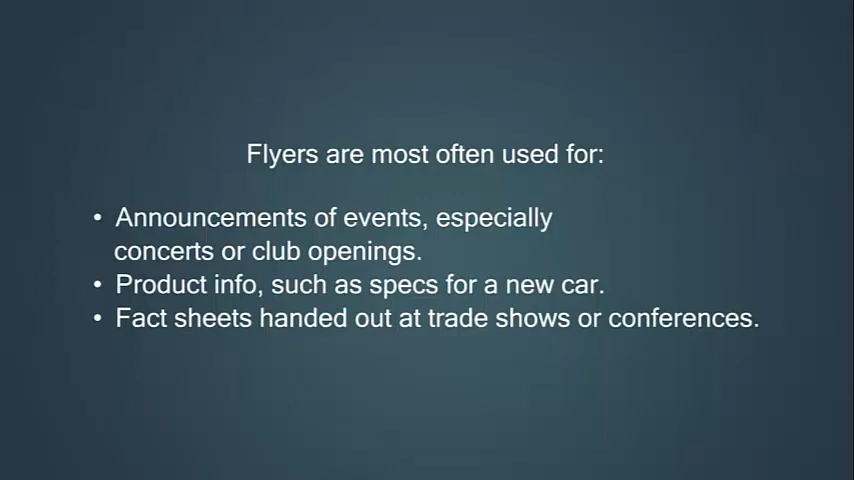 Flyers are most often used for:
• Announcements of events, especially
concerts or club openings.
• Product info, such as specs for a new car.
• Fact sheets handed out at trade shows or conferences.